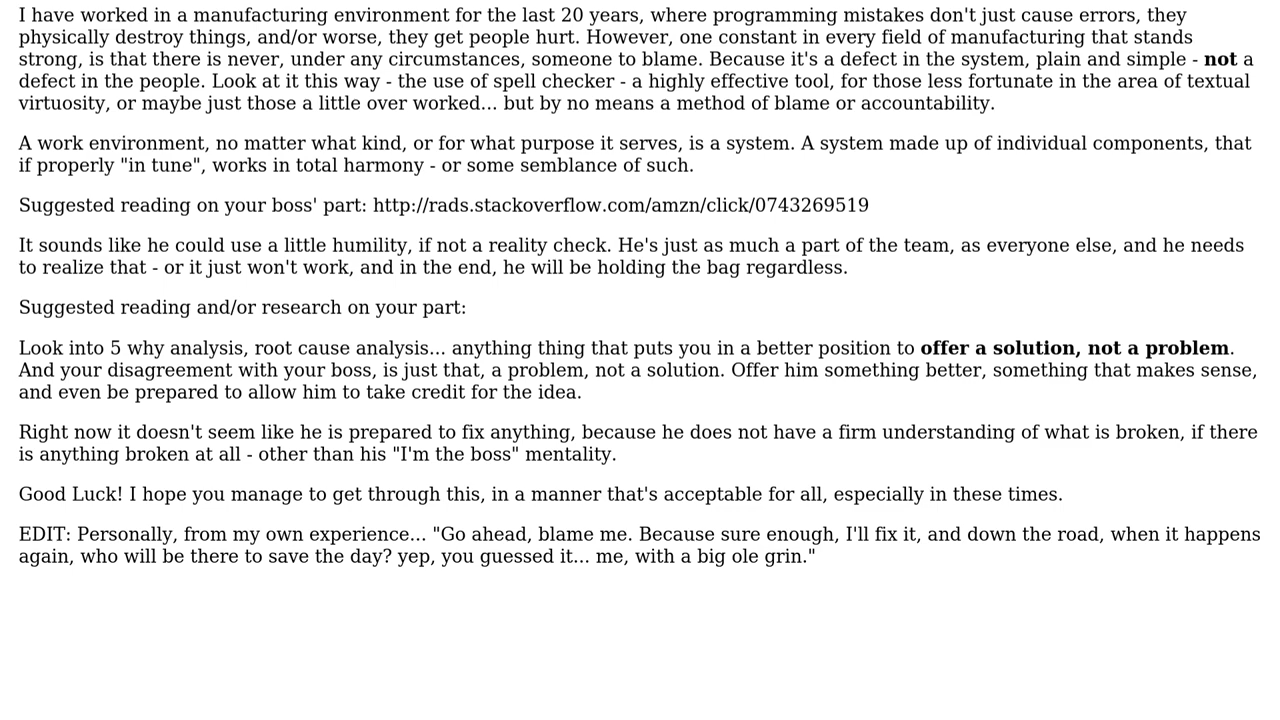 I have worked in a manufacturing environment for the last 20 years, where programming mistakes don't just cause errors, they
physically destroy things, and/or worse, they get people hurt. However, one constant in every field of manufacturing that stands
strong, is that there is never, under any circumstances, someone to blame. Because it's a defect in the system, plain and simple - not a
defect in the people. Look at it this way - the use of spell checker - a highly effective tool, for those less fortunate in the area of textual
virtuosity, or maybe just those a little over worked... but by no means a method of blame or accountability.
A work environment, no matter what kind, or for what purpose it serves, is a system. A system made up of individual components, that
if properly "in tune", works in total harmony - or some semblance of such.
Suggested reading on your boss' part: http://rads.stackoverflow.com/amzn/click/0743269519
It sounds like he could use a little humility, if not a reality check. He's just as much a part of the team, as everyone else, and he needs
to realize that - or it just won't work, and in the end, he will be holding the bag regardless.
Suggested reading and/or research on your part:
Look into 5 why analysis, root cause analysis... anything thing that puts you in a better position to offer a solution, not a problem.
And your disagreement with your boss, is just that, a problem, not a solution. Offer him something better, something that makes sense,
and even be prepared to allow him to take credit for the idea.
Right now it doesn't seem like he is prepared to fix anything, because he does not have a firm understanding of what is broken, if there
is anything broken at all - other than his "I'm the boss" mentality.
Good Luck! I hope you manage to get through this, in a manner that's acceptable for all, especially in these times.
EDIT: Personally, from my own experience... "Go ahead, blame me. Because sure enough, I'll fix it, and down the road, when it happens
again, who will be there to save the day? yep, you guessed it... me, with a big ole grin."